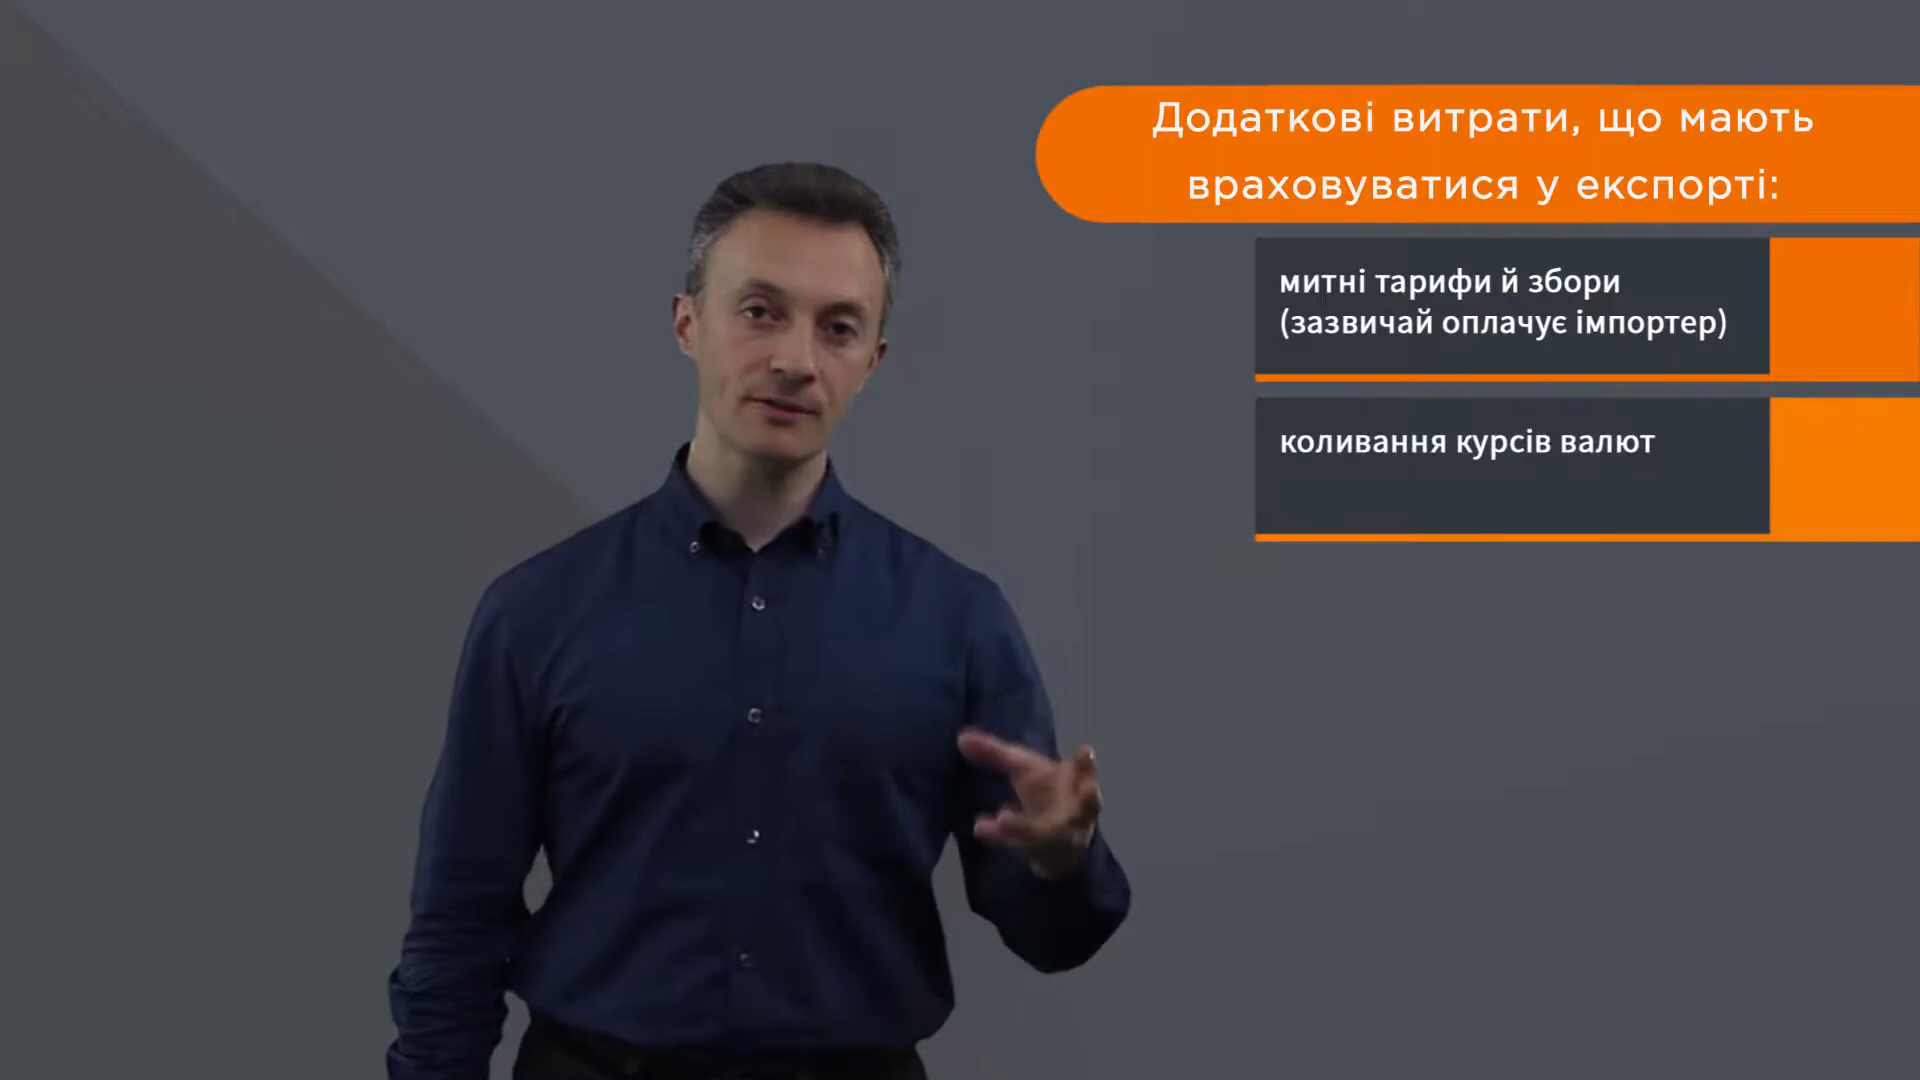 Додаткові витрати, що мають
враховуватися у експорті:
митні тарифи й збори
(зазвичай оплачує імпортер)
коливання курсів валют